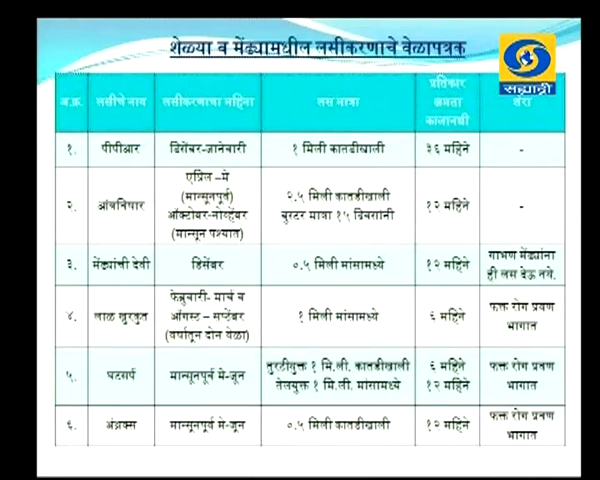 शेळ्या व मेंढ्यामधील लसीकरणाचे वेळापत्रक
सह्याद्री
अ.क्र. लसीचे नाव लसीकरणाचा महिना लस मात्रा प्रतिकार क्षमता कालावधी शेरा
१. पीपीआर डिसेंबर-जानेवारी १ मिली कातडीखाली ३६ महिने -
२. आंत्रविषार एप्रिल – मे (मान्सूनपूर्व) ऑक्टोबर-नोव्हेंबर (मान्सून पश्चात) २.५ मिली कातडीखाली बुस्टर मात्रा १५ दिवसांनी १२ महिने -
३. मेंढ्यांची देवी डिसेंबर ०.५ मिली मांसामध्ये १२ महिने गाभण मेंढ्यांना ही लस देऊ नये.
४. लाळ खुरकुत फेब्रुवारी- मार्च व ऑगस्ट – सप्टेंबर (वर्षातून दोन वेळा) १ मिली मांसामध्ये ६ महिने फक्त रोग प्रवण भागात
५. घटसर्प मान्सूनपूर्व मे-जून तुरटीयुक्त १ मि.ली. कातडीखाली तेलयुक्त १ मि.ली. मांसामध्ये ६ महिने १२ महिने फक्त रोग प्रवण भागात
६. अंथ्रक्स मान्सूनपूर्व मे-जून ०.५ मिली कातडीखाली १२ महिने फक्त रोग प्रवण भागात